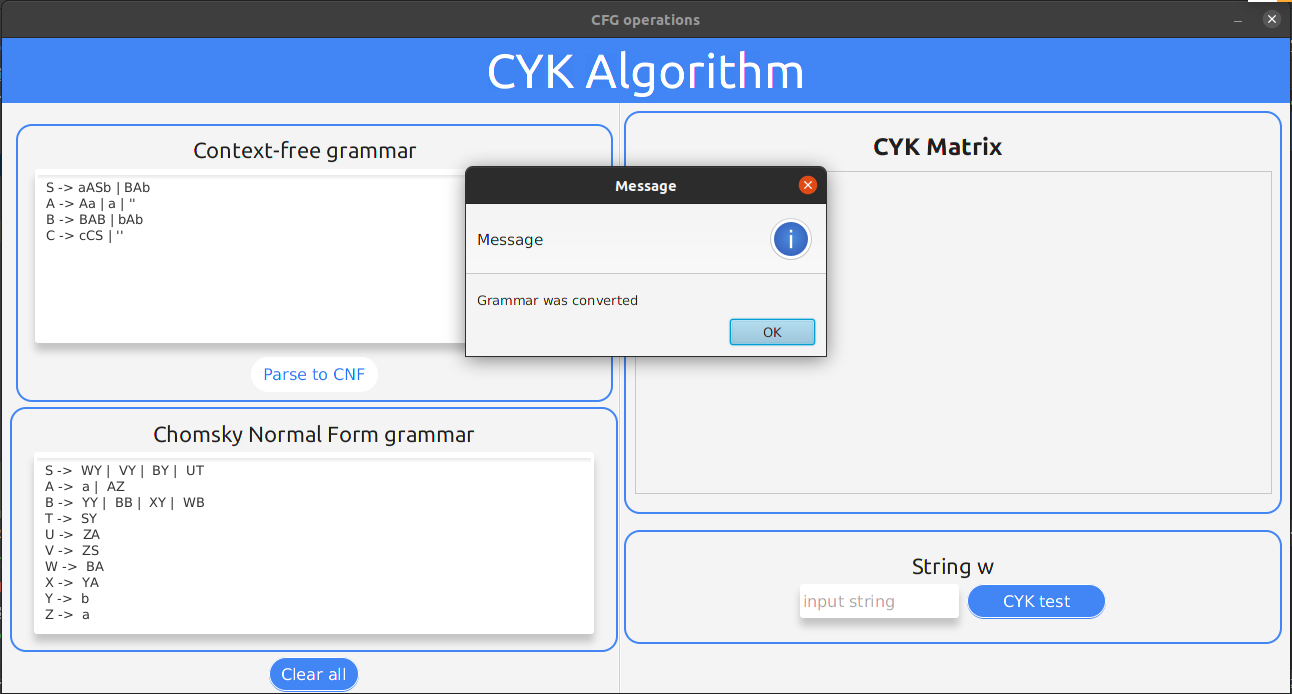 CFG operations
CYK Algorithm
Context-free grammar
S -> aASb | BAb
A -> Aa | a | "
B -> BAB | bAb
C -> cCS | ''
Parse to CNF
Chomsky Normal Form grammar
S -> WY | VY | BY | UT
A -> a | AZ
B -> YY | BB | XY | WB
T -> SY
U -> ZA
V -> ZS
W -> BA
X -> YA
Y -> b
Z -> a
Clear all
Message
Message
Grammar was converted
OK
CYK Matrix
String w
input string
CYK test